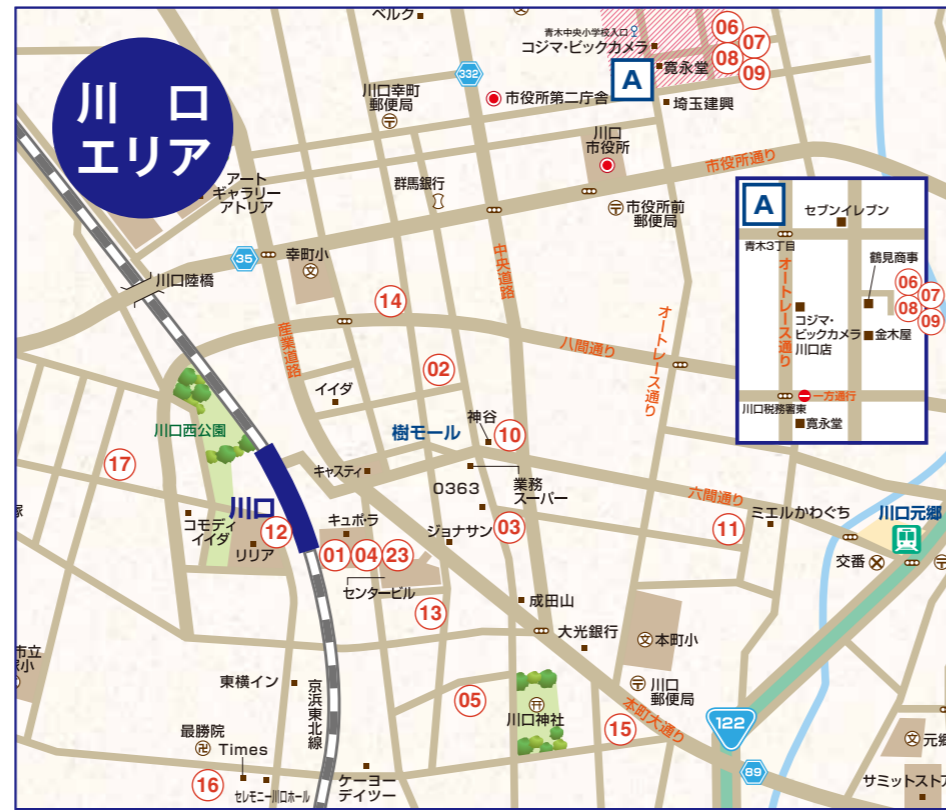 川口
エリア
ベルク
青木中央小学校入口
コジマ・ビックカメラ
06
07
08
09
寛永堂
A
埼玉建興
332
川口幸町
郵便局
市役所第二庁舎
川口
市役所
市役所通り
アート
ギャラリー
アトリア
群馬銀行
市役所前
郵便局
35
幸町小
文
川口陸橋
中央道路
14
産業道路
オートレース通り
八間通り
02
イイダ
川口西公園
樹モール
神谷
10
17
キャスティ
0363
業務
スーパー
六間通り
川口
コモディ
イイダ
12
リリア
キュポ・ラ
01
04
23
ジョナサン
03
11
ミエルかわぐち
川口元郷
交番
センタービル
13
成田山
大光銀行
文
本町小
市立
東横イン
京浜東北線
05
川口神社
川口
郵便局
15
本町大通り
122
89
最勝院
Times
16
セレモニー川口ホール
ケーヨー
デイツー
文
元郷
サミットスト
A
セブンイレブン
青木3丁目
オートレース通り
鶴見商事
06
07
08
09
コジマ・
ビックカメラ
川口店
金木屋
一方通行
川口税務署東
寛永堂